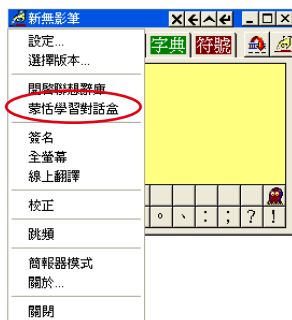 新無影筆
字典 符號
設定...
選擇版本...
開啓聯想辭庫
蒙恬學習對話盒
簽名
全螢幕
線上翻譯
校正
跳頻
簡報器模式
關於...
關閉
。 、 : ; ? !